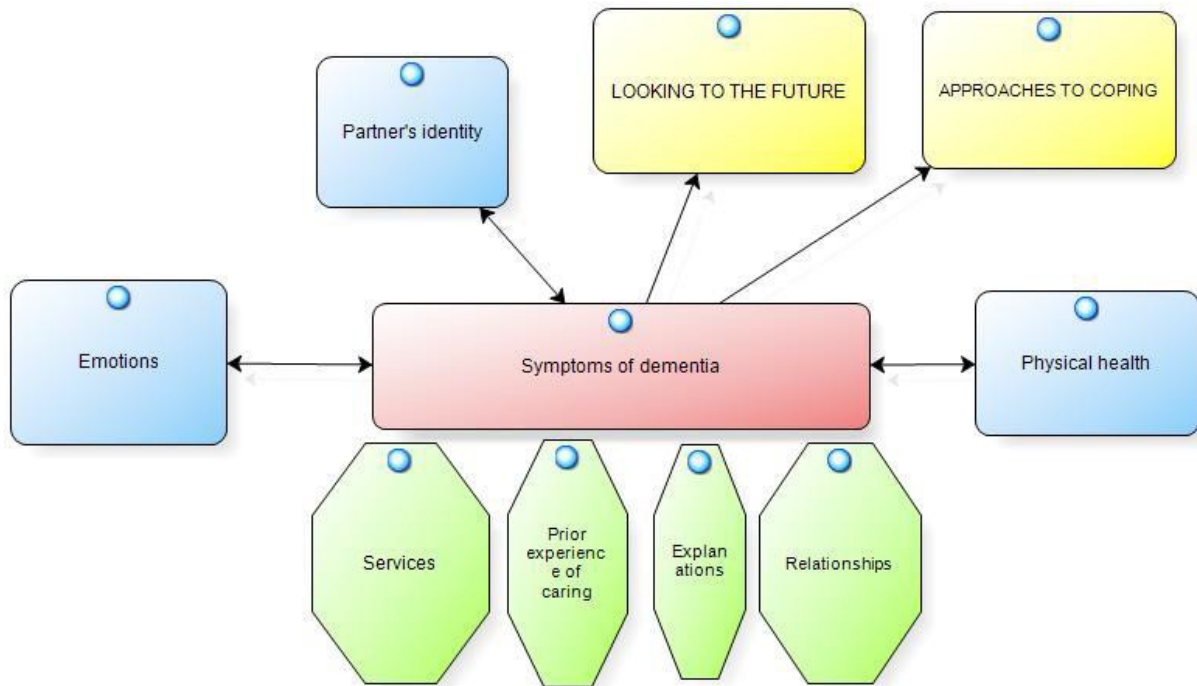 LOOKING TO THE FUTURE
APPROACHES TO COPING
Partner's identity
Emotions
Symptoms of dementia
Physical health
Services
Prior
experienc
e of
caring
Explan
ations
Relationships